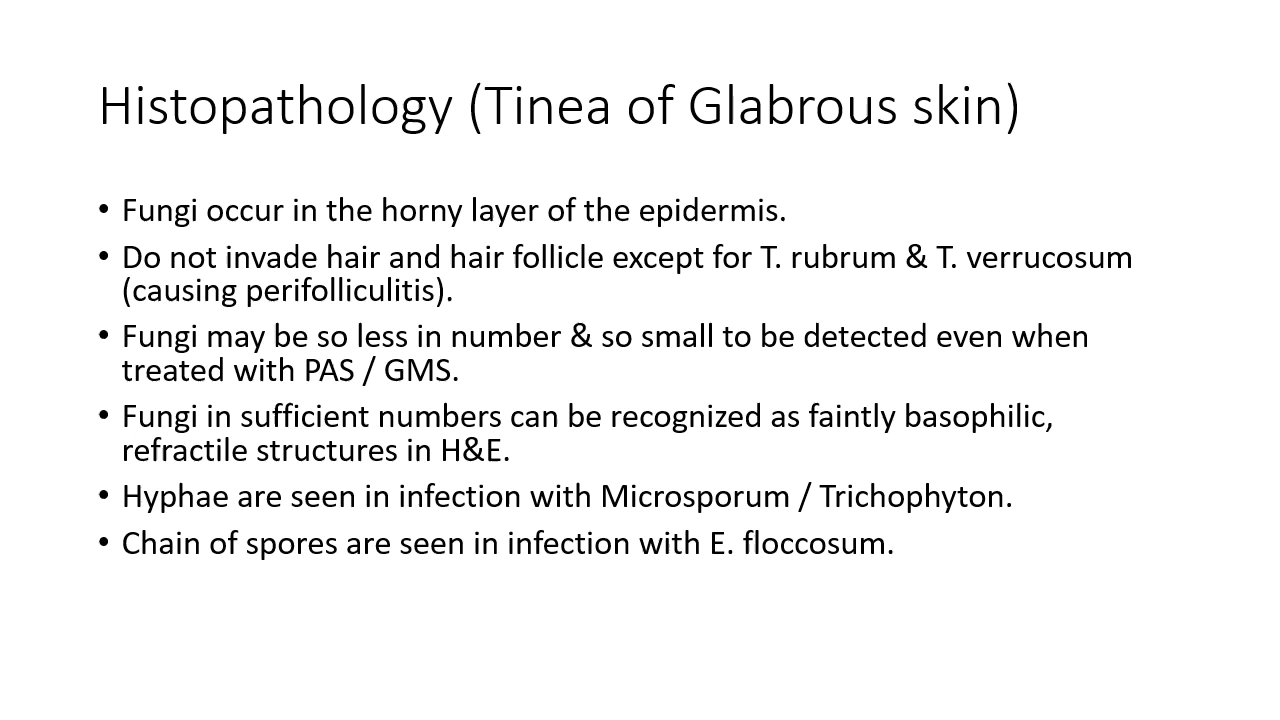 Histopathology (Tinea of Glabrous skin)
• Fungi occur in the horny layer of the epidermis.
• Do not invade hair and hair follicle except for T. rubrum & T. verrucosum
(causing perifolliculitis).
• Fungi may be so less in number & so small to be detected even when
treated with PAS / GMS.
• Fungi in sufficient numbers can be recognized as faintly basophilic,
refractile structures in H&E.
• Hyphae are seen in infection with Microsporum / Trichophyton.
• Chain of spores are seen in infection with E. floccosum.